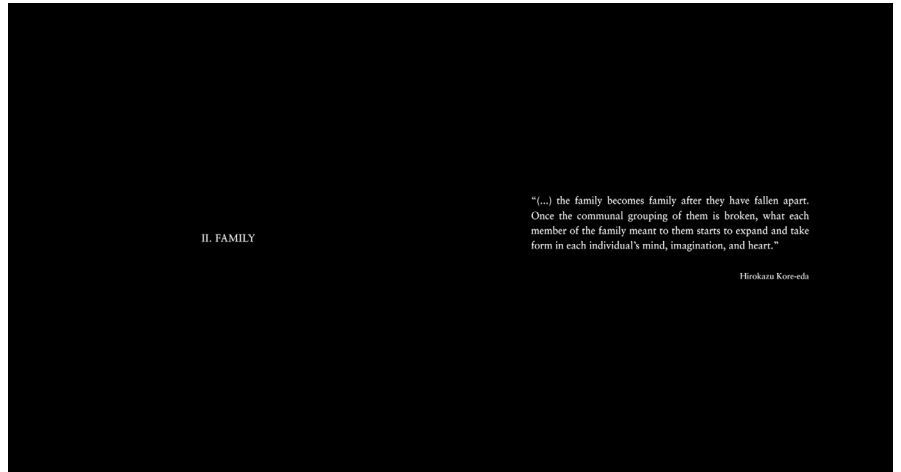 II. FAMILY
“(...) the family becomes family after they have fallen apart.
Once the communal grouping of them is broken, what each
member of the family meant to them starts to expand and take
form in each individual’s mind, imagination, and heart.”
Hirokazu Kore-eda